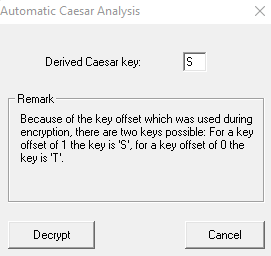 Automatic Caesar Analysis
Derived Caesar key: S
Remark
Because of the key offset which was used during
encryption, there are two keys possible: For a key
offset of 1 the key is 'S', for a key offset of 0 the
key is 'T'.
Decrypt Cancel